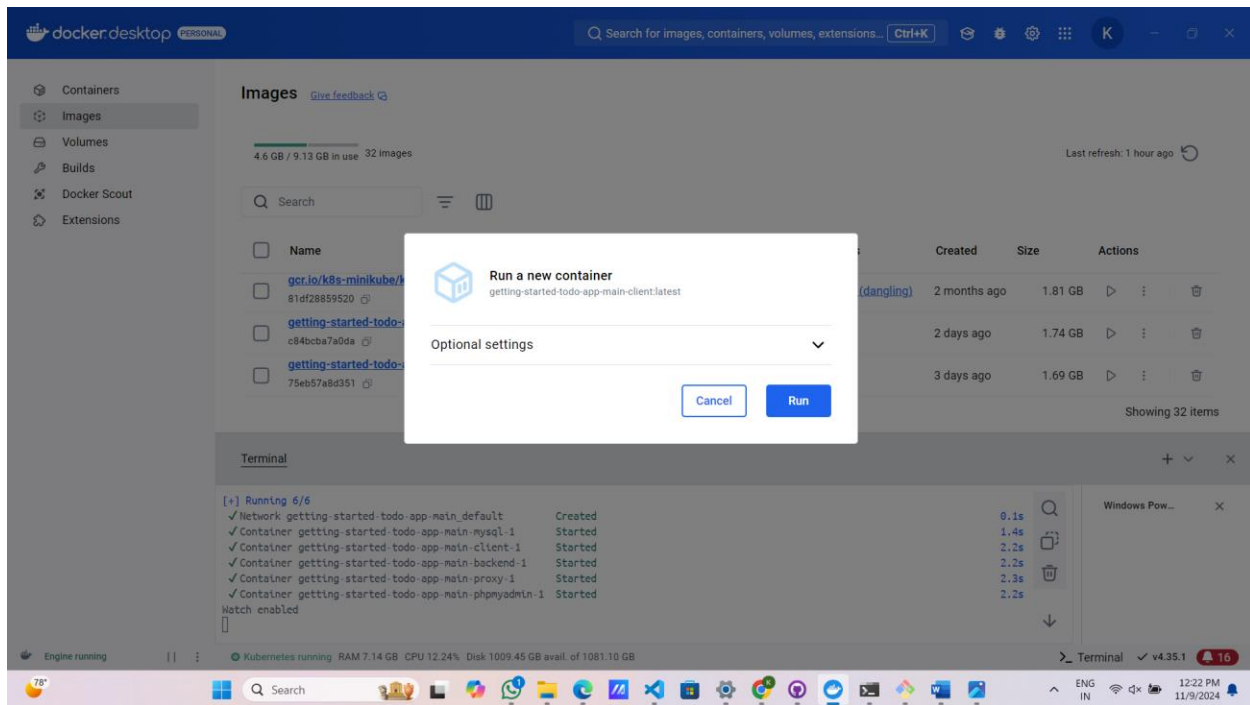 docker desktop PERSONAL
Search for images, containers, volumes, extensions... Ctrl+K
K
Containers
Images
Volumes
Builds
Docker Scout
Extensions
Images Give feedback
4.6 GB / 9.13 GB in use 32 images
Last refresh: 1 hour ago
Search
Name Created Size Actions
gcr.io/k8s-minikube/k (dangling) 2 months ago 1.81 GB
81df28859520
getting-started-todo- 2 days ago 1.74 GB
c84bcba7a0da
getting-started-todo- 3 days ago 1.69 GB
75eb57a8d351
Showing 32 items
Run a new container
getting-started-todo-app-main-client:latest
Optional settings
Cancel Run
Terminal
[+] Running 6/6
✓ Network getting-started-todo-app-main_default Created 0.1s
✓ Container getting-started-todo-app-main-mysql-1 Started 1.4s
✓ Container getting-started-todo-app-main-client-1 Started 2.2s
✓ Container getting-started-todo-app-main-backend-1 Started 2.2s
✓ Container getting-started-todo-app-main-proxy-1 Started 2.3s
✓ Container getting-started-todo-app-main-phpmyadmin-1 Started 2.2s
Watch enabled
Windows Pow...
Engine running Kubernetes running RAM 7.14 GB CPU 12.24% Disk 1009.45 GB avail. of 1081.10 GB >_ Terminal ✓ v4.35.1 16
78°
Search
ENG
IN
12:22 PM
11/9/2024